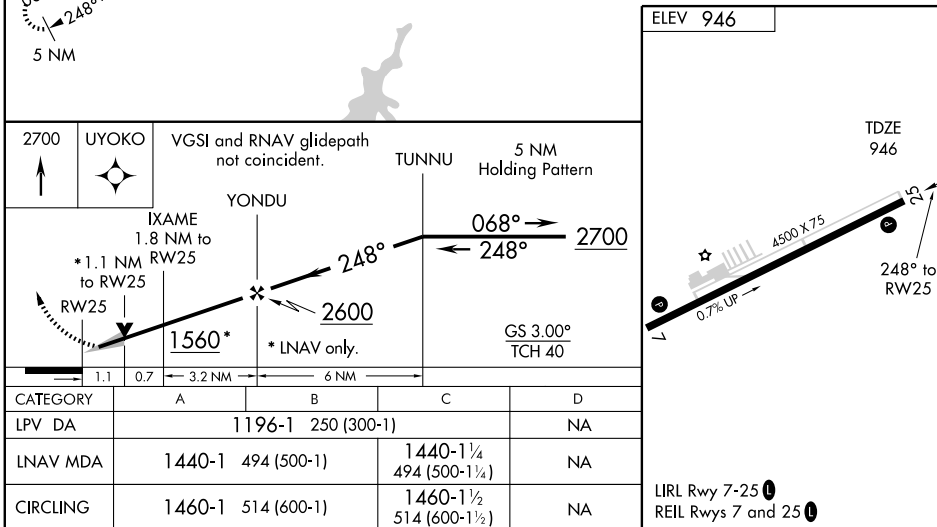 248°
5 NM
2700
UYOKO
VGSI and RNAV glidepath
not coincident.
TUNNU
5 NM
Holding Pattern
YONDU
IXAME
1.8 NM to
RW25
*1.1 NM
to RW25
RW25
248°
068°
248°
2700
2600
1560*
* LNAV only.
GS 3.00°
TCH 40
1.1
0.7
3.2 NM
6 NM
CATEGORY A B C D
LPV DA 1196-1 250 (300-1) NA
LNAV MDA 1440-1 494 (500-1) 1440-1¼ NA
494 (500-1¼)
CIRCLING 1460-1 514 (600-1) 1460-1½ NA
514 (600-1½)
ELEV 946
TDZE
946
25
P
4500 X 75
248° to
RW25
P
0.7% UP
7
LIRL Rwy 7-25 L
REIL Rwys 7 and 25 L